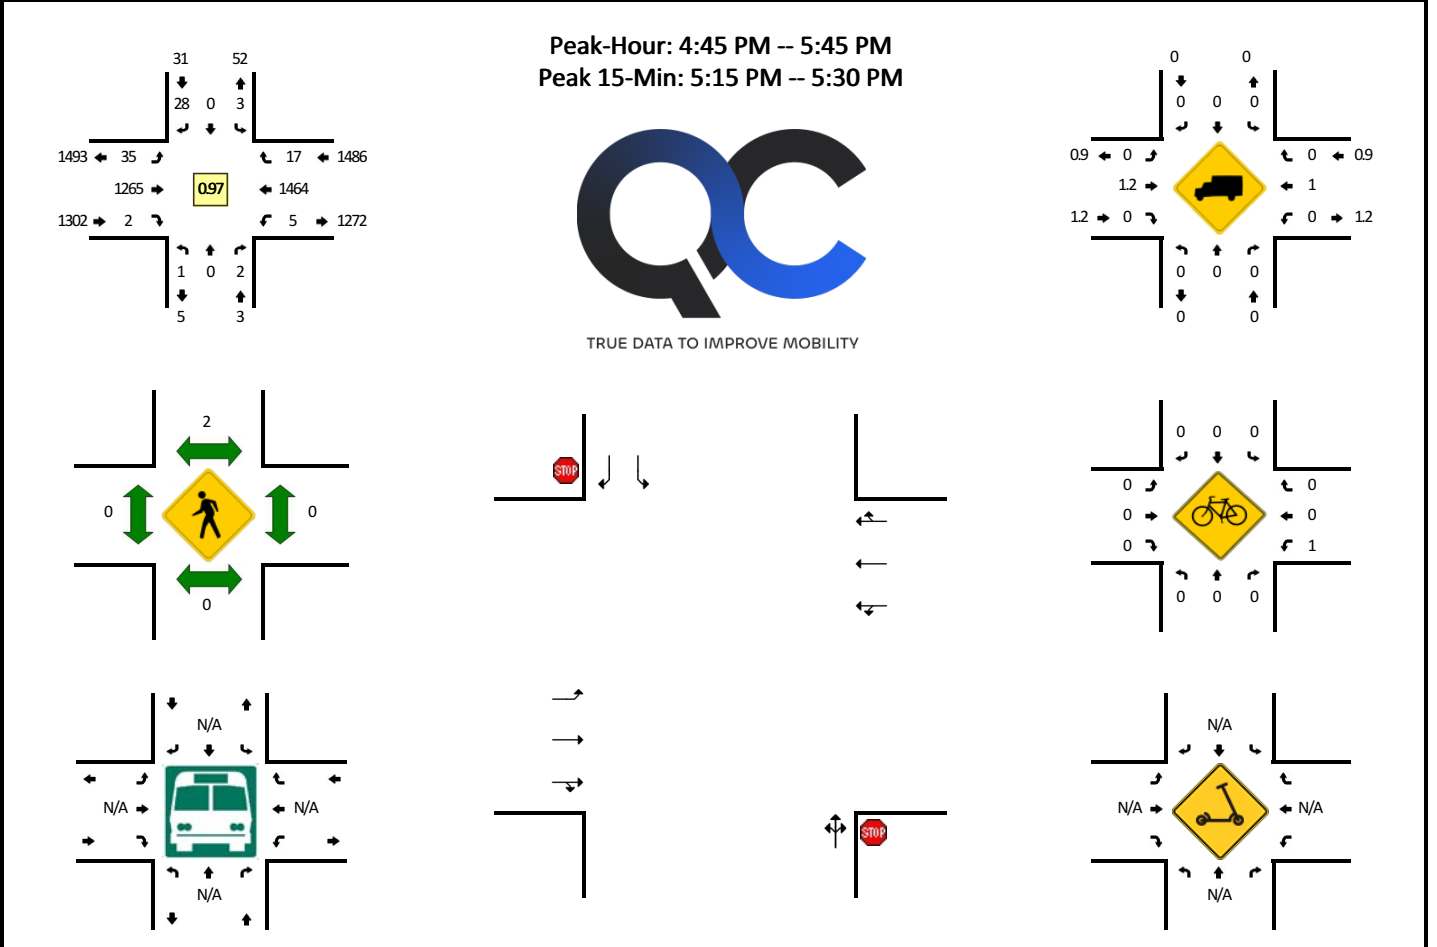 Peak-Hour: 4:45 PM -- 5:45 PM
Peak 15-Min: 5:15 PM -- 5:30 PM
31 52
28 0 3
1493 35 17 1486
1265 0.97 1464
1302 2 5 1272
1 0 2
5 3
TRUE DATA TO IMPROVE MOBILITY
0 0
0 0 0
0.9 0 0 0.9
1.2 1
1.2 0 0 1.2
0 0 0
0 0
2
0 0
0
STOP
STOP
0 0 0
0 0
0 0
0 1
0 0 0
N/A
N/A N/A
N/A
N/A
N/A N/A
N/A